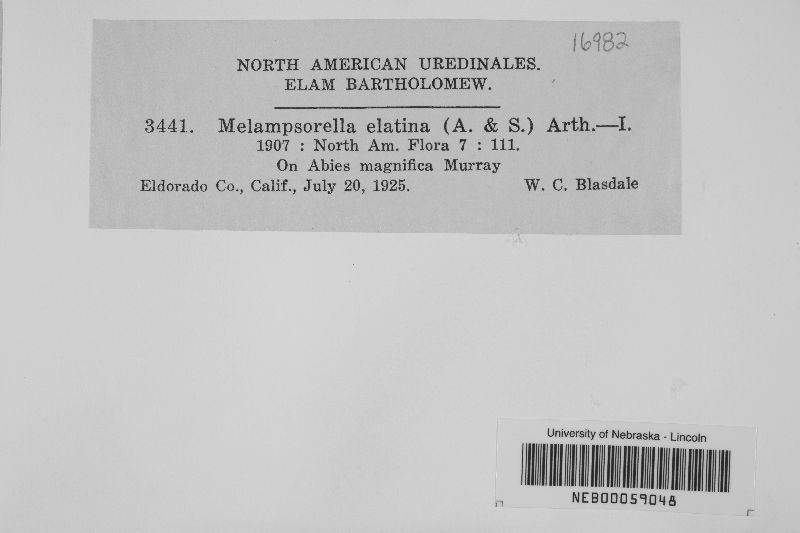 16982
NORTH AMERICAN UREDINALES.
ELAM BARTHOLOMEW.
3441. Melampsorella elatina (A. & S.) Arth.—I.
1907 : North Am. Flora 7 : 111.
On Abies magnifica Murray
Eldorado Co., Calif., July 20, 1925. W. C. Blasdale
University of Nebraska - Lincoln
NEB00059048